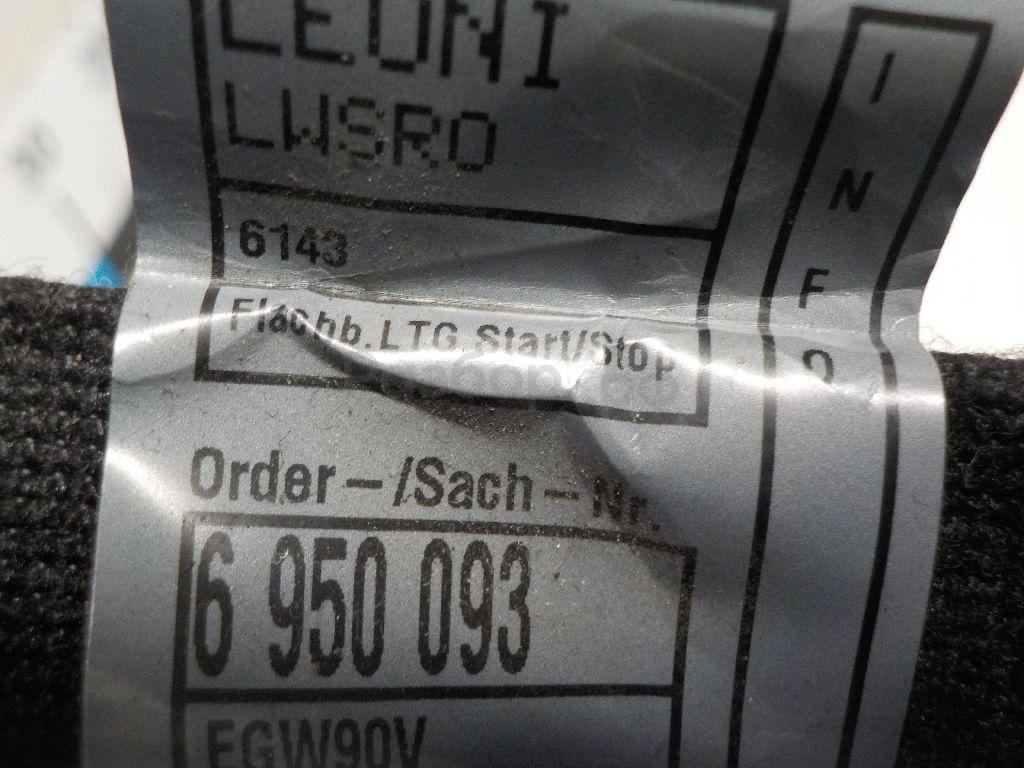 LEONI
LWSRO
6143
Flachb. LTG. Start/Stop
Order-/Sach-Nr.
6 950 093
EGW90V
I
N
F
O